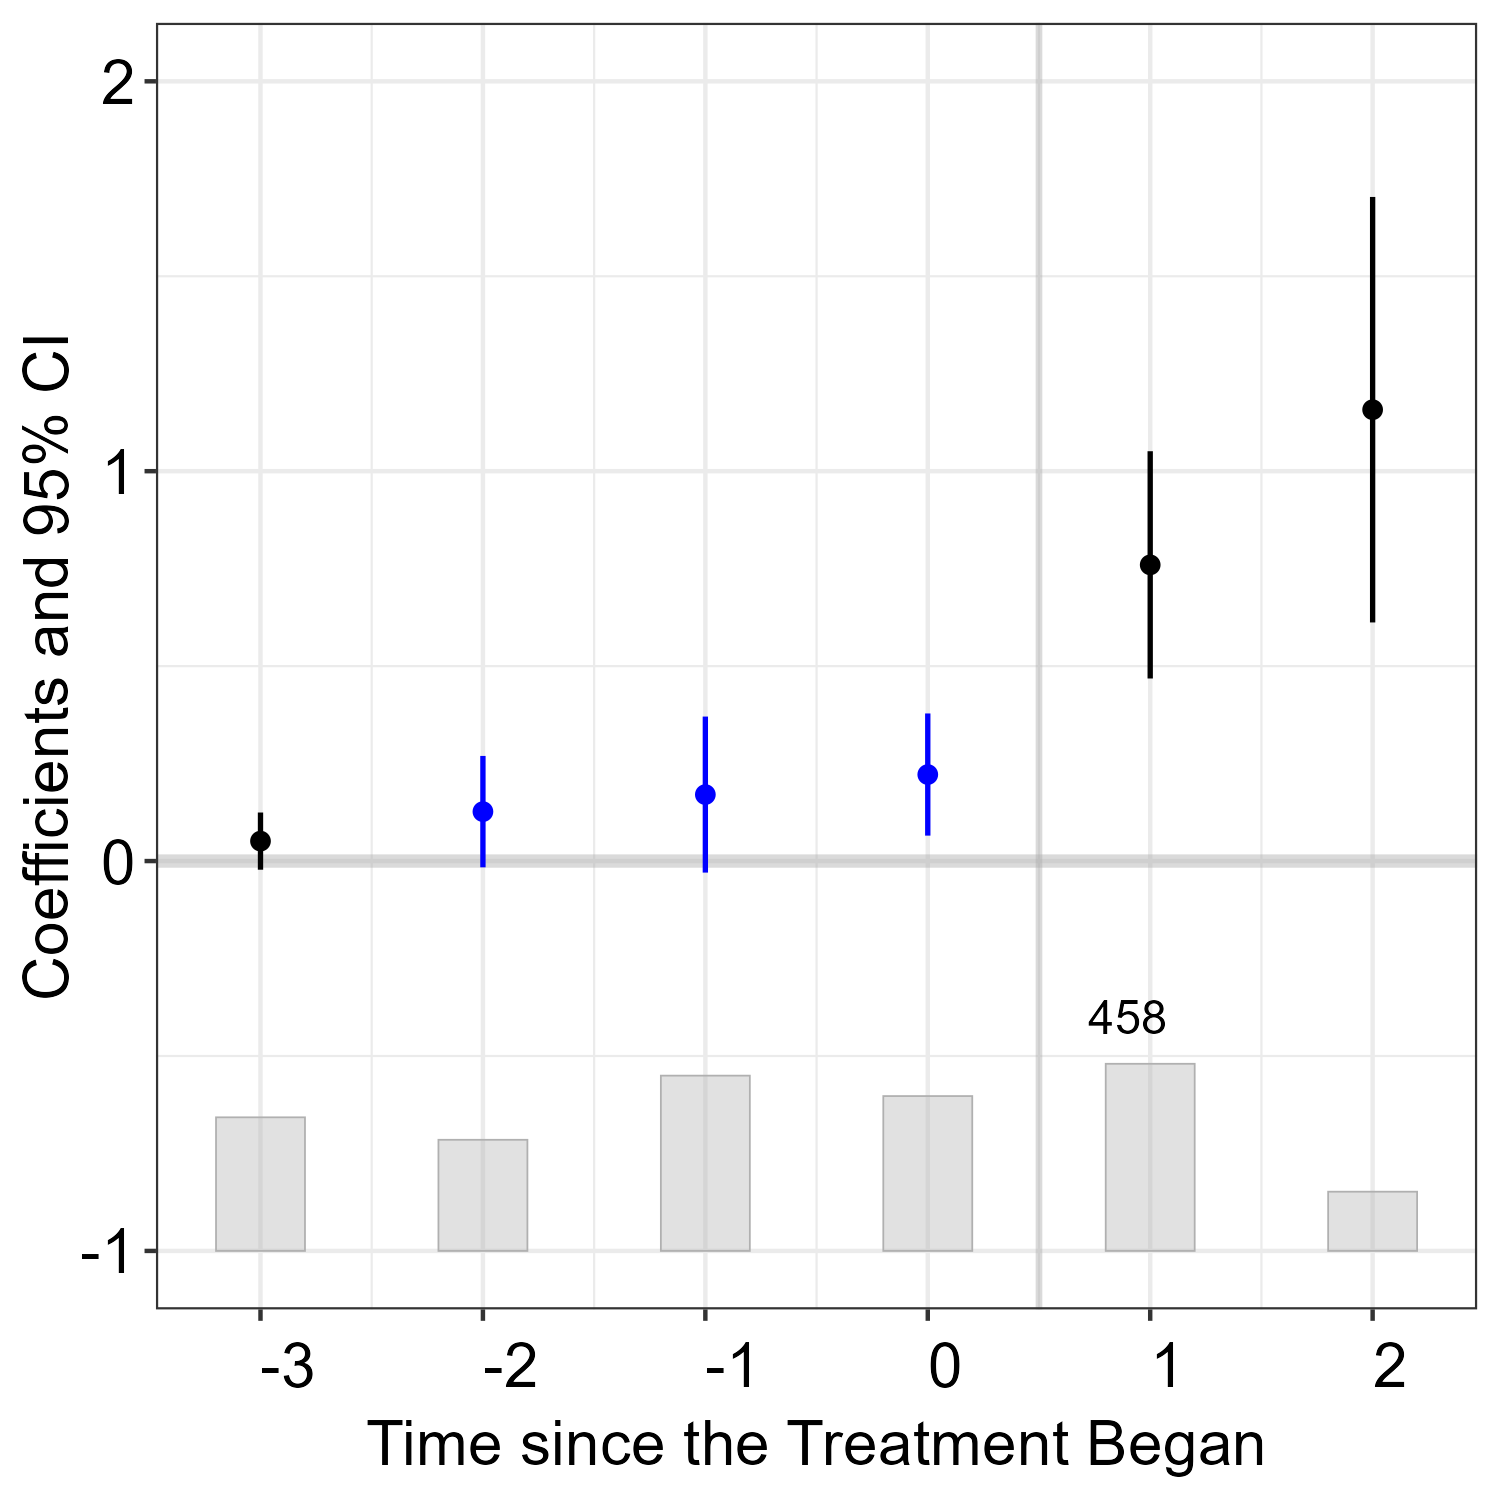 Coefficients and 95% CI
2
1
0
-1
458
-3 -2 -1 0 1 2
Time since the Treatment Began